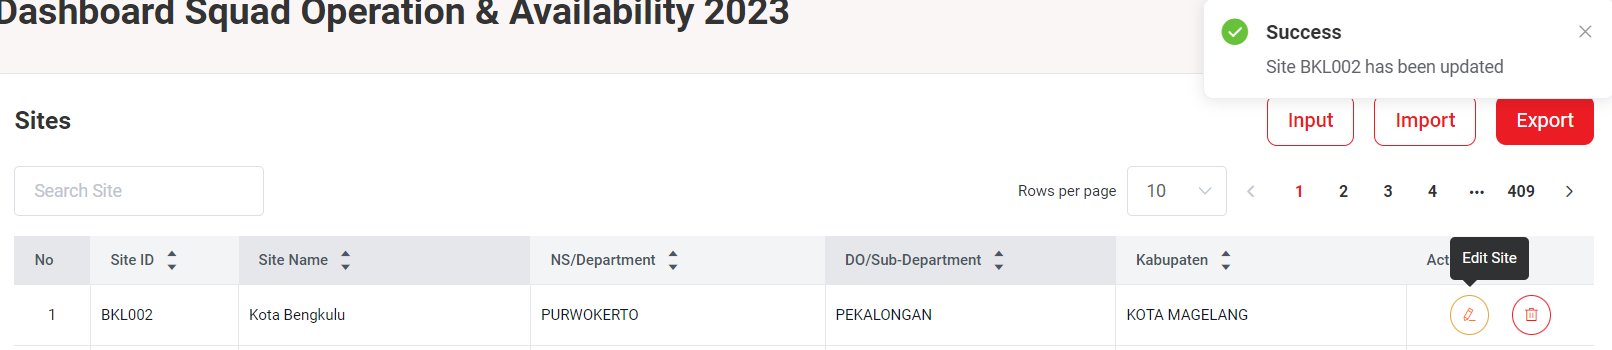 Dashboard Squad Operation & Availability 2023
Success
Site BKL002 has been updated
Sites
Input
Import
Export
Search Site
Rows per page
10
1 2 3 4 ••• 409
No
Site ID
Site Name
NS/Department
DO/Sub-Department
Kabupaten
Act
Edit Site
1
BKL002
Kota Bengkulu
PURWOKERTO
PEKALONGAN
KOTA MAGELANG